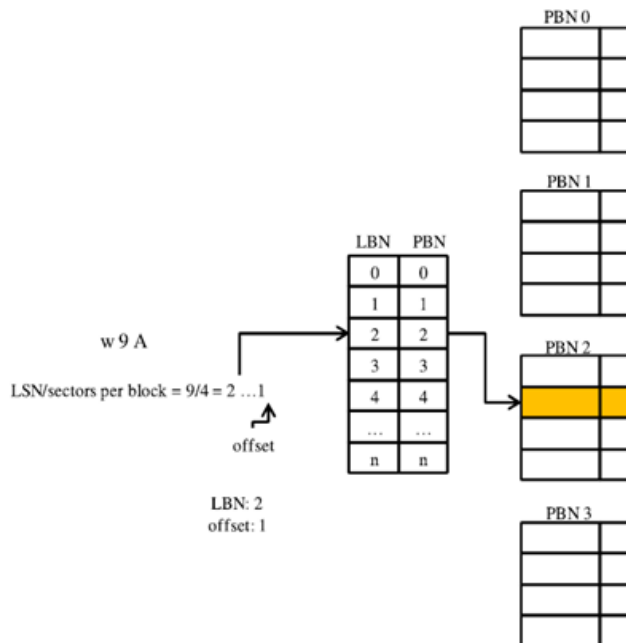 PBN 0
PBN 1
LBN PBN
0 0
1 1
2 2
3 3
4 4
... ...
n n
w 9 A
LSN/sectors per block = 9/4 = 2 ...1
offset
LBN: 2
offset: 1
PBN 2
PBN 3